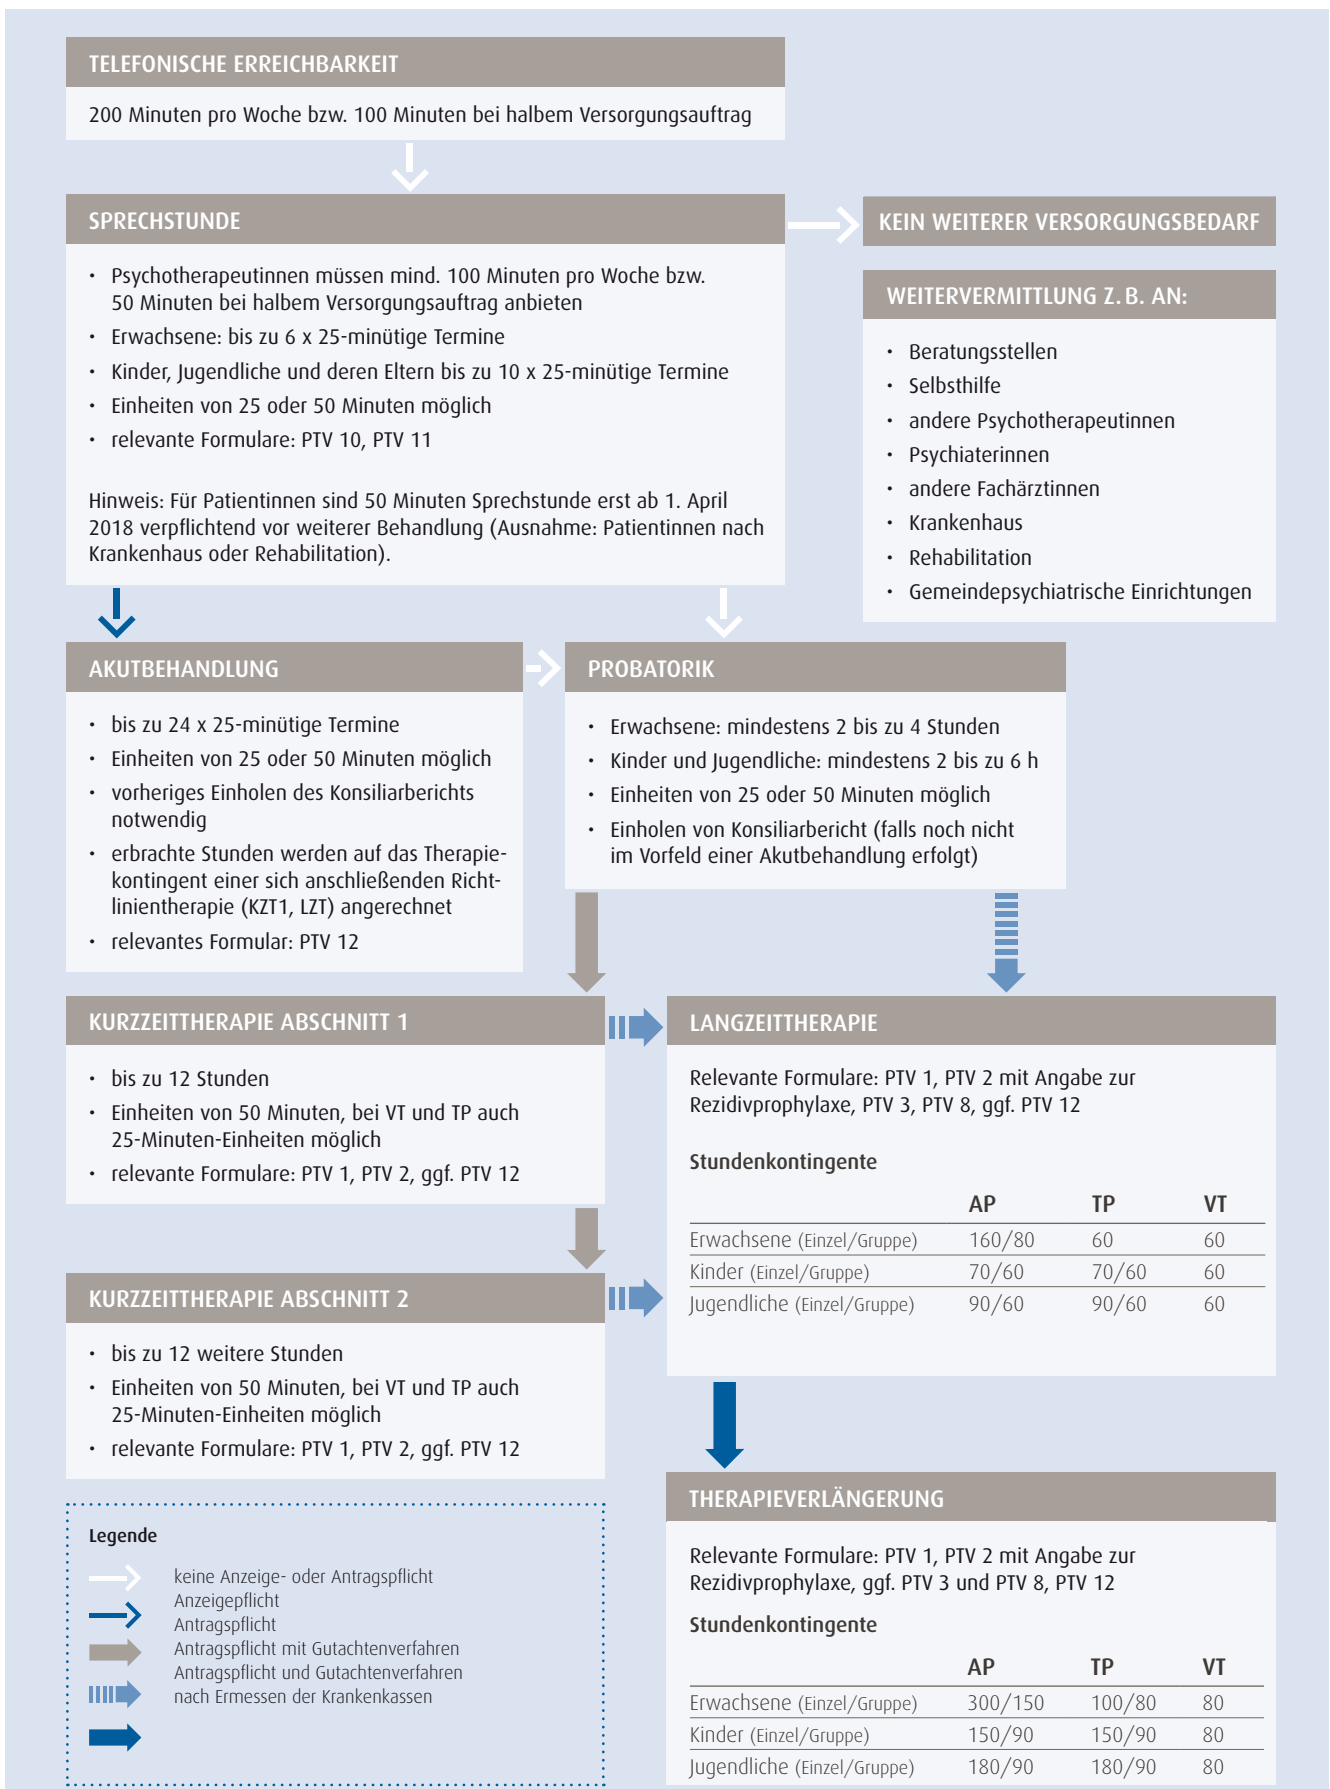 TELEFONISCHE ERREICHBARKEIT
200 Minuten pro Woche bzw. 100 Minuten bei halbem Versorgungsauftrag
SPRECHSTUNDE
• Psychotherapeutinnen müssen mind. 100 Minuten pro Woche bzw.
50 Minuten bei halbem Versorgungsauftrag anbieten
• Erwachsene: bis zu 6 x 25-minütige Termine
• Kinder, Jugendliche und deren Eltern bis zu 10 x 25-minütige Termine
• Einheiten von 25 oder 50 Minuten möglich
• relevante Formulare: PTV 10, PTV 11
Hinweis: Für Patientinnen sind 50 Minuten Sprechstunde erst ab 1. April
2018 verpflichtend vor weiterer Behandlung (Ausnahme: Patientinnen nach
Krankenhaus oder Rehabilitation).
KEIN WEITERER VERSORGUNGSBEDARF
WEITERVERMITTLUNG Z. B. AN:
• Beratungsstellen
• Selbsthilfe
• andere Psychotherapeutinnen
• Psychiaterinnen
• andere Fachärztinnen
• Krankenhaus
• Rehabilitation
• Gemeindepsychiatrische Einrichtungen
AKUTBEHANDLUNG
• bis zu 24 x 25-minütige Termine
• Einheiten von 25 oder 50 Minuten möglich
• vorheriges Einholen des Konsiliarberichts
notwendig
• erbrachte Stunden werden auf das Therapie-
kontingent einer sich anschließenden Richt-
linientherapie (KZT1, LZT) angerechnet
• relevantes Formular: PTV 12
PROBATORIK
• Erwachsene: mindestens 2 bis zu 4 Stunden
• Kinder und Jugendliche: mindestens 2 bis zu 6 h
• Einheiten von 25 oder 50 Minuten möglich
• Einholen von Konsiliarbericht (falls noch nicht
im Vorfeld einer Akutbehandlung erfolgt)
KURZZEITTHERAPIE ABSCHNITT 1
• bis zu 12 Stunden
• Einheiten von 50 Minuten, bei VT und TP auch
25-Minuten-Einheiten möglich
• relevante Formulare: PTV 1, PTV 2, ggf. PTV 12
KURZZEITTHERAPIE ABSCHNITT 2
• bis zu 12 weitere Stunden
• Einheiten von 50 Minuten, bei VT und TP auch
25-Minuten-Einheiten möglich
• relevante Formulare: PTV 1, PTV 2, ggf. PTV 12
LANGZEITTHERAPIE
Relevante Formulare: PTV 1, PTV 2 mit Angabe zur
Rezidivprophylaxe, PTV 3, PTV 8, ggf. PTV 12
Stundenkontingente
AP TP VT
Erwachsene (Einzel/Gruppe) 160/80 60 60
Kinder (Einzel/Gruppe) 70/60 70/60 60
Jugendliche (Einzel/Gruppe) 90/60 90/60 60
THERAPIEVERLÄNGERUNG
Relevante Formulare: PTV 1, PTV 2 mit Angabe zur
Rezidivprophylaxe, ggf. PTV 3 und PTV 8, PTV 12
Stundenkontingente
AP TP VT
Erwachsene (Einzel/Gruppe) 300/150 100/80 80
Kinder (Einzel/Gruppe) 150/90 150/90 80
Jugendliche (Einzel/Gruppe) 180/90 180/90 80
Legende
keine Anzeige- oder Antragspflicht
Anzeigepflicht
Antragspflicht
Antragspflicht mit Gutachtenverfahren
Antragspflicht und Gutachtenverfahren
nach Ermessen der Krankenkassen